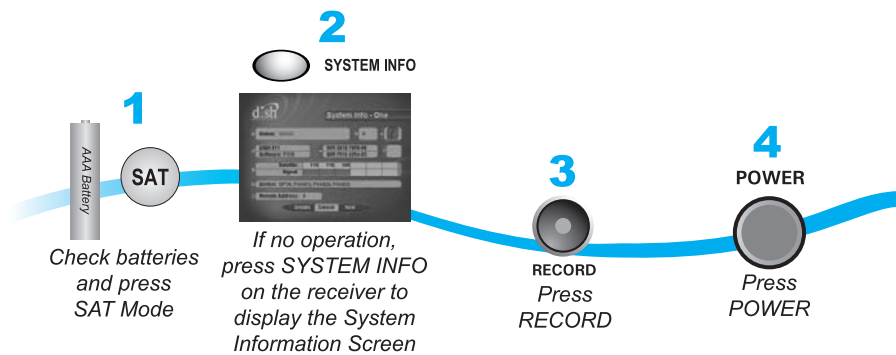 1
AAA Battery
SAT
Check batteries
and press
SAT Mode
2
SYSTEM INFO
dish
System Info - One
If no operation,
press SYSTEM INFO
on the receiver to
display the System
Information Screen
3
RECORD
Press
RECORD
4
POWER
Press
POWER